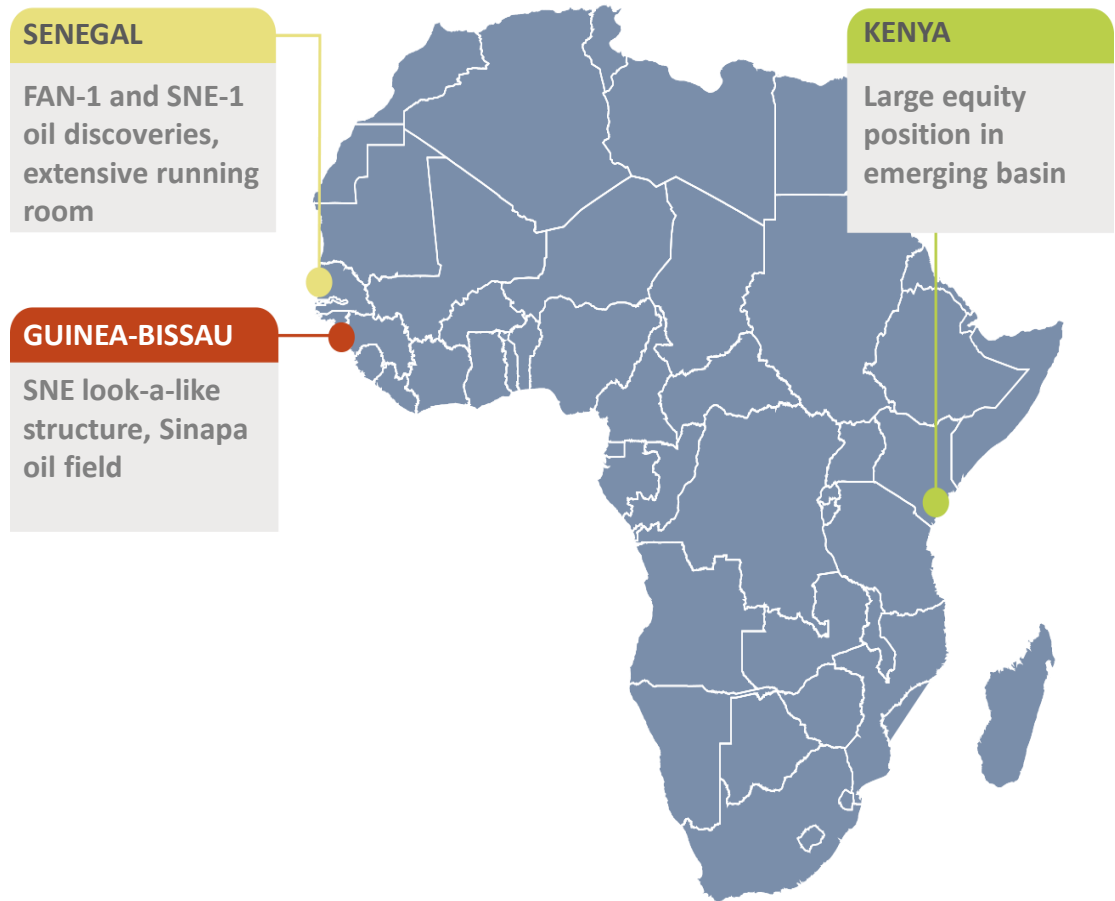 SENEGAL
FAN-1 and SNE-1
oil discoveries,
extensive running
room
KENYA
Large equity
position in
emerging basin
GUINEA-BISSAU
SNE look-a-like
structure, Sinapa
oil field